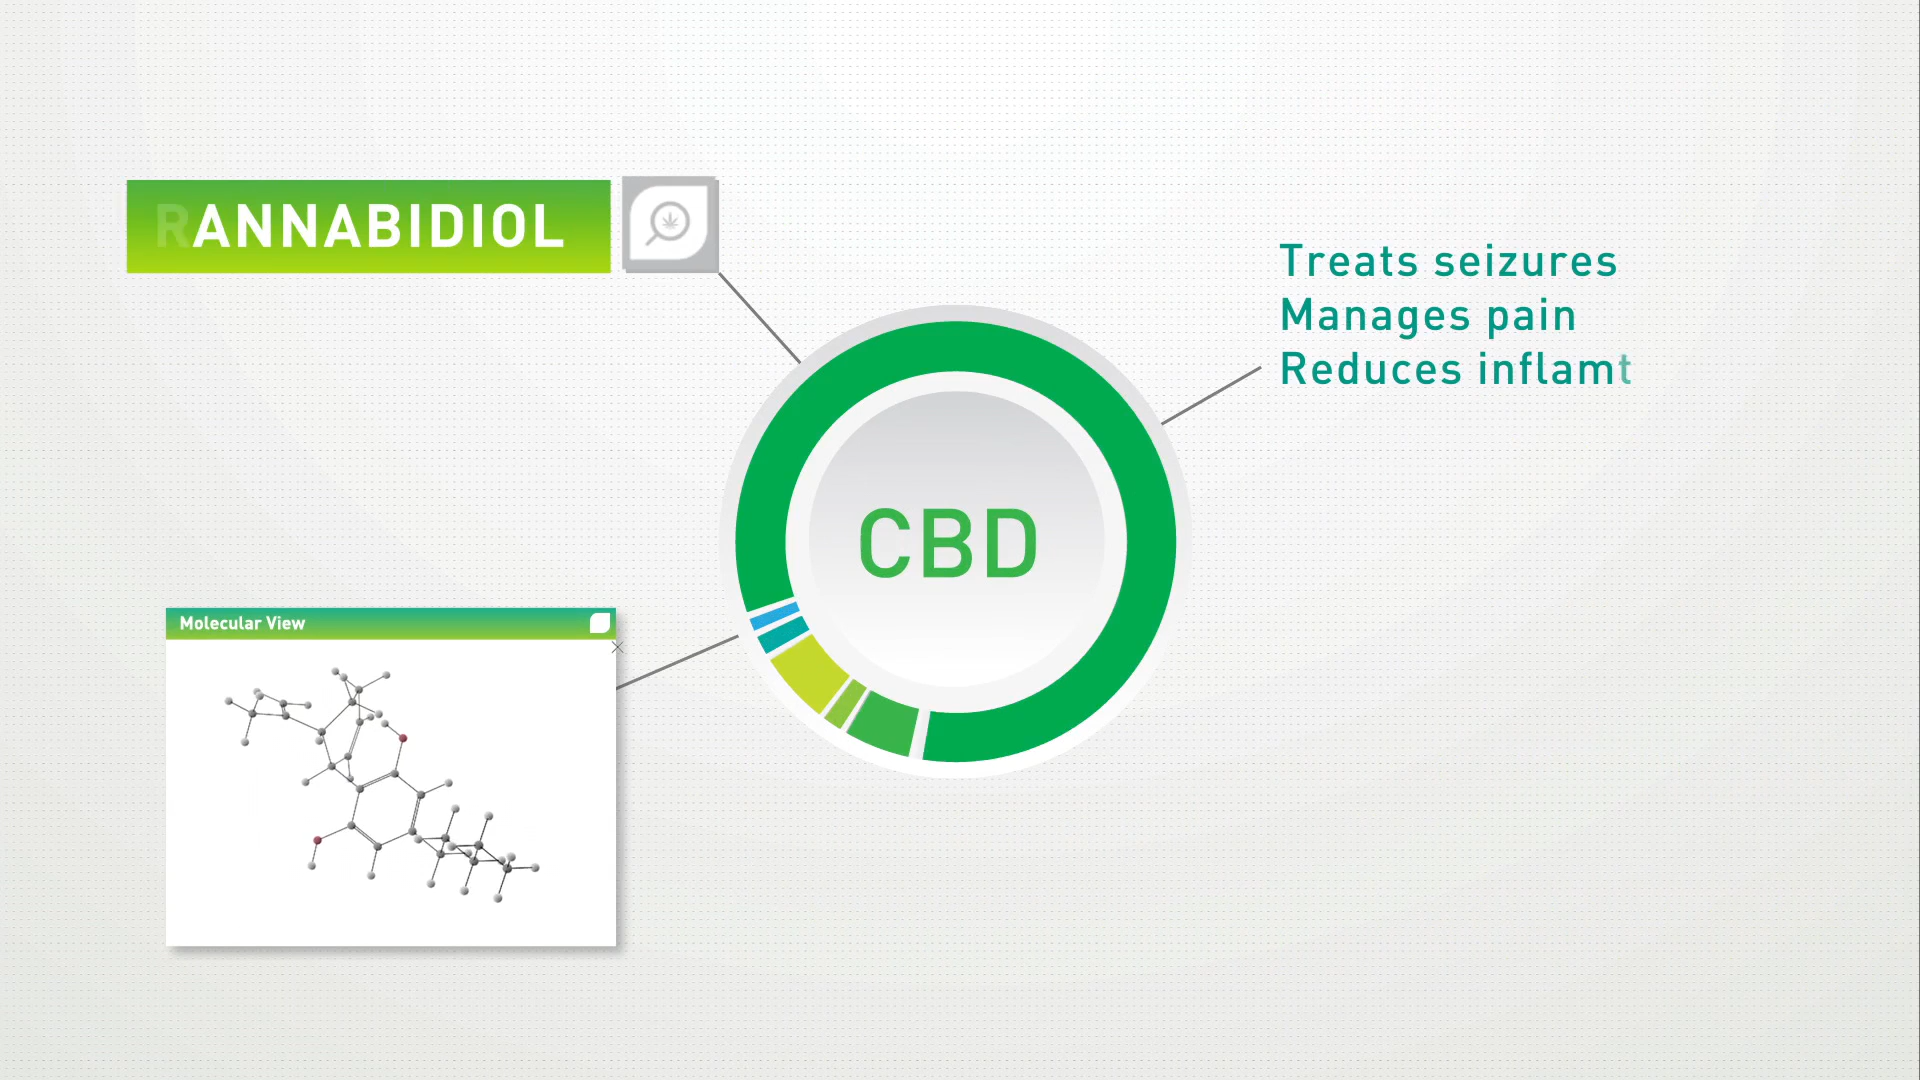 RANNABIDIOL
Treats seizures
Manages pain
Reduces inflamt
CBD
Molecular View